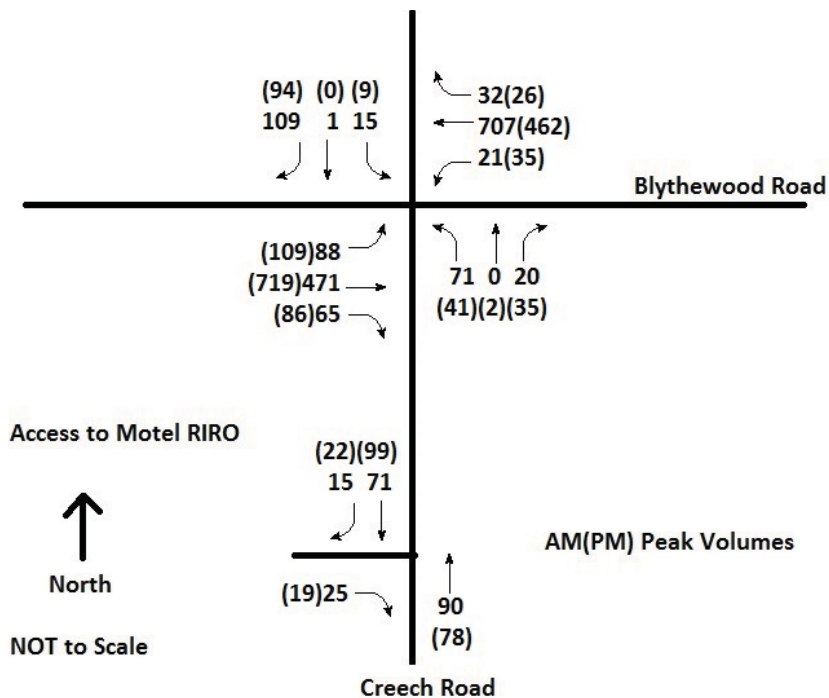 (94) (0) (9)
109 1 15
32(26)
707(462)
21(35)
Blythewood Road
(109)88
(719)471
(86)65
71 0 20
(41)(2)(35)
Access to Motel RIRO
(22)(99)
15 71
North
AM(PM) Peak Volumes
(19)25
90
(78)
NOT to Scale
Creech Road